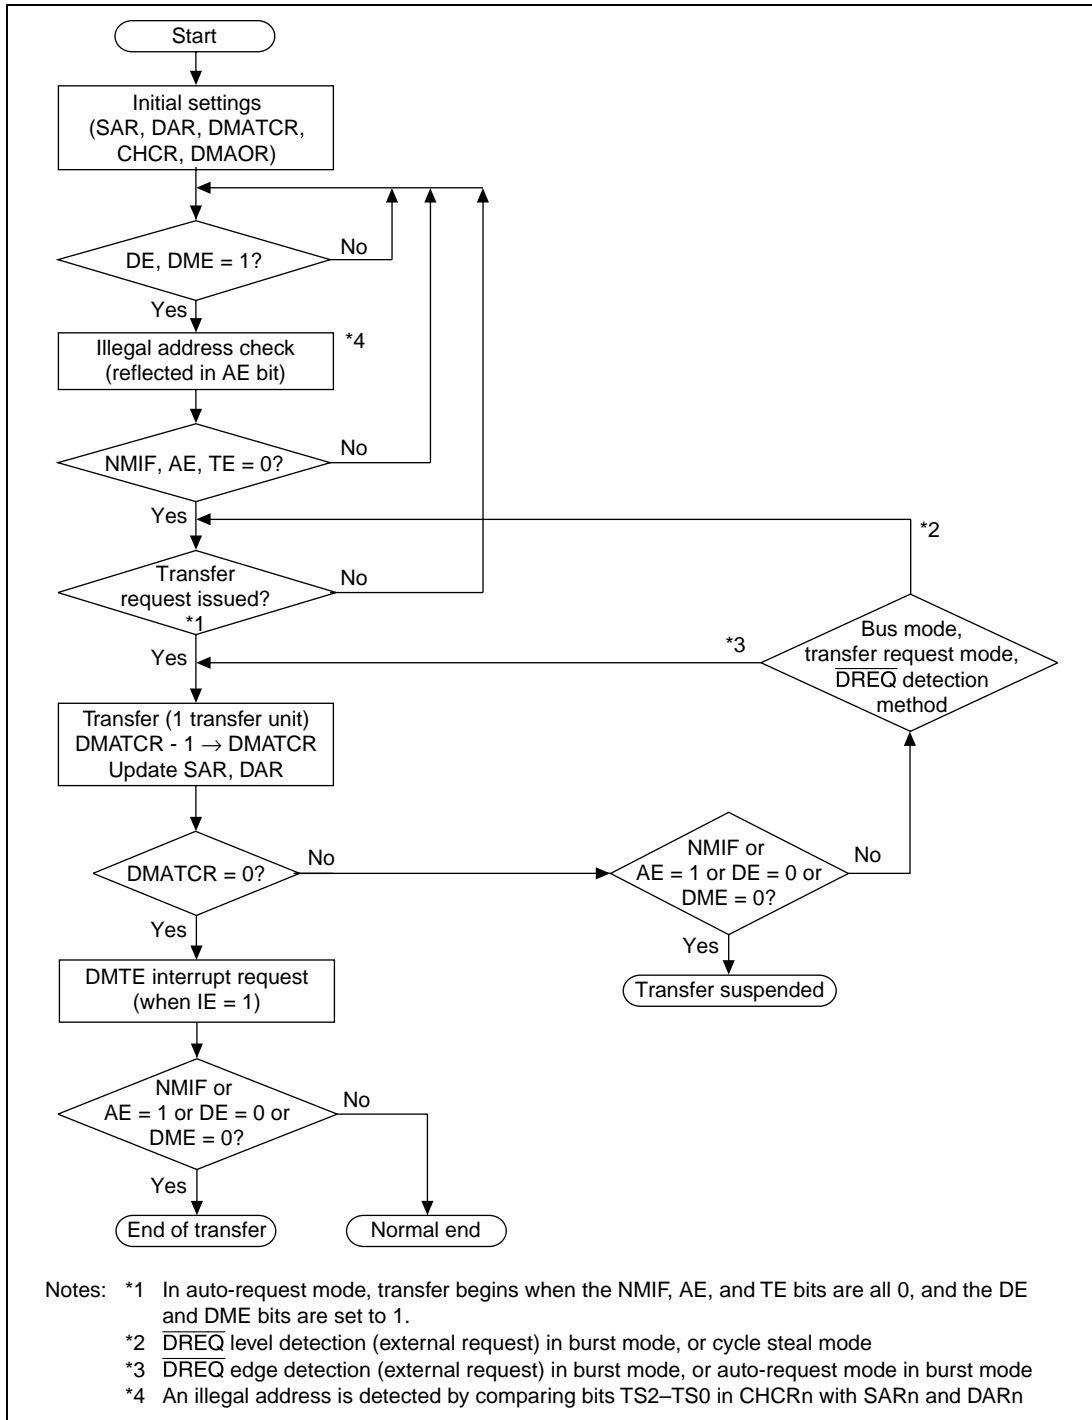 Start
Initial settings
(SAR, DAR, DMATCR,
CHCR, DMAOR)
DE, DME = 1?
No
Yes
Illegal address check
(reflected in AE bit)
*4
NMIF, AE, TE = 0?
No
Yes
*2
Transfer
request issued?
*1
No
Bus mode,
transfer request mode,
DREQ detection
method
*3
Yes
Transfer (1 transfer unit)
DMATCR - 1 → DMATCR
Update SAR, DAR
DMATCR = 0?
No
NMIF or
AE = 1 or DE = 0 or
DME = 0?
No
Yes
Yes
Transfer suspended
DMTE interrupt request
(when IE = 1)
NMIF or
AE = 1 or DE = 0 or
DME = 0?
No
Yes
End of transfer
Normal end
Notes: *1 In auto-request mode, transfer begins when the NMIF, AE, and TE bits are all 0, and the DE
and DME bits are set to 1.
*2 DREQ level detection (external request) in burst mode, or cycle steal mode
*3 DREQ edge detection (external request) in burst mode, or auto-request mode in burst mode
*4 An illegal address is detected by comparing bits TS2–TS0 in CHCRn with SARn and DARn